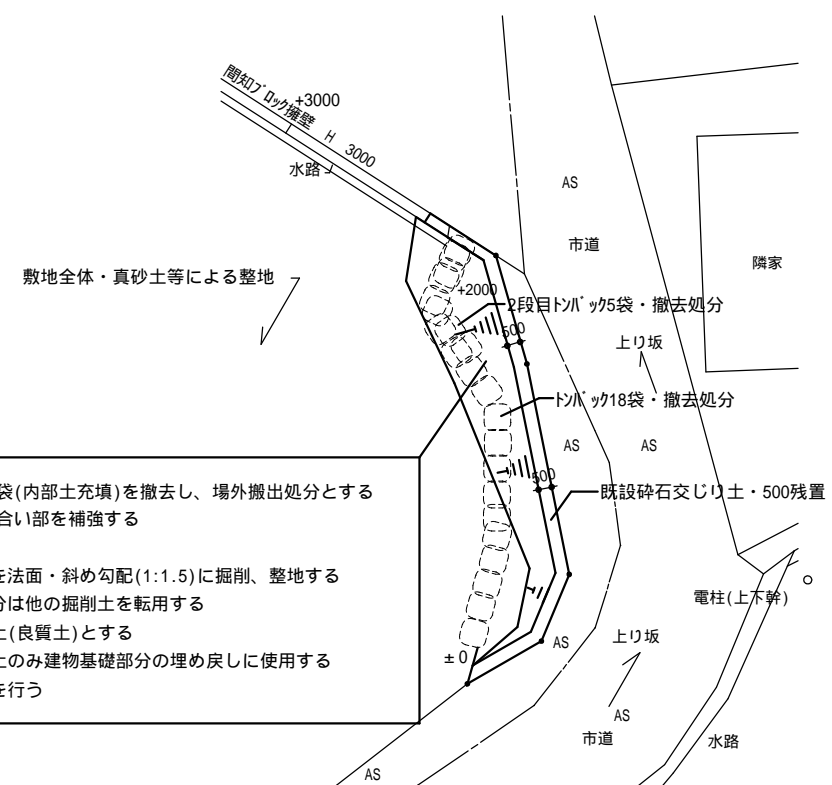 間知ブロック擁壁 H 3000
+3000
水路
AS
市道
隣家
敷地全体・真砂土等による整地
+2000
2段目トンバック5袋・撤去処分
500
上り坂
トンバック18袋・撤去処分
AS
AS
500
既設砕石交じり土・500残置
袋(内部土充填)を撤去し、場外搬出処分とする
合い部を補強する
を法面・斜め勾配(1:1.5)に掘削、整地する
分は他の掘削土を転用する
土(良質土)とする
土のみ建物基礎部分の埋め戻しに使用する
を行う
電柱(上下幹)
±0
AS
上り坂
AS
市道
水路
AS